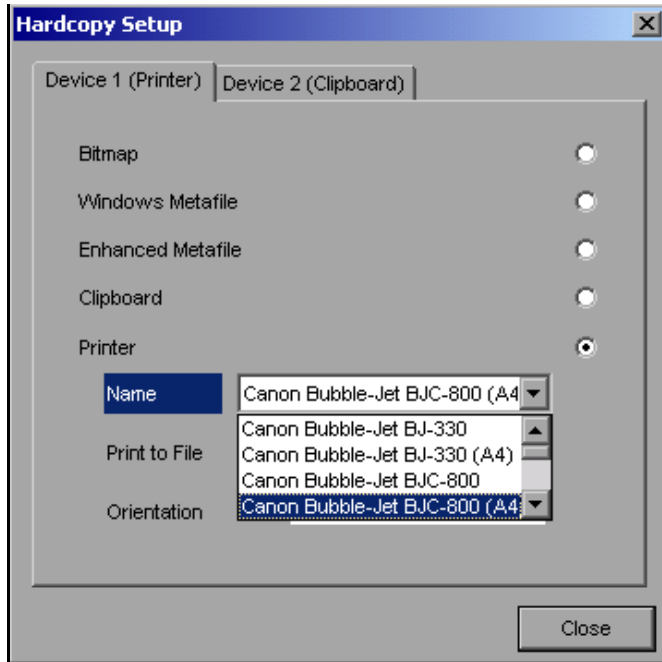 Hardcopy Setup
Device 1 (Printer) Device 2 (Clipboard)
Bitmap
Windows Metafile
Enhanced Metafile
Clipboard
Printer
Name Canon Bubble-Jet BJC-800 (A4
Canon Bubble-Jet BJ-330
Print to File Canon Bubble-Jet BJ-330 (A4)
Canon Bubble-Jet BJC-800
Orientation Canon Bubble-Jet BJC-800 (A4
Close